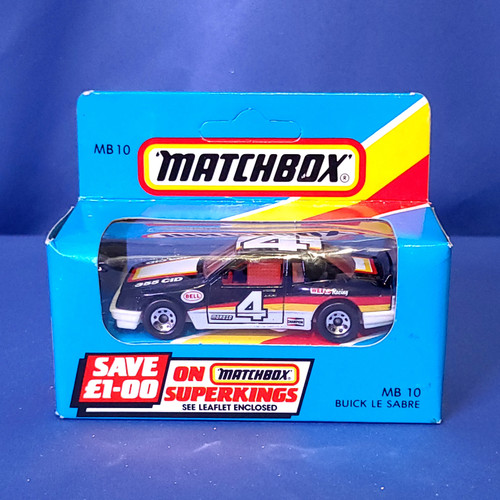 MB 10
"MATCHBOX"®
4
355 CID
BELL
4
Racing
SAVE
£1-00
ON "MATCHBOX"
SUPERKINGS
SEE LEAFLET ENCLOSED
MB 10
BUICK LE SABRE